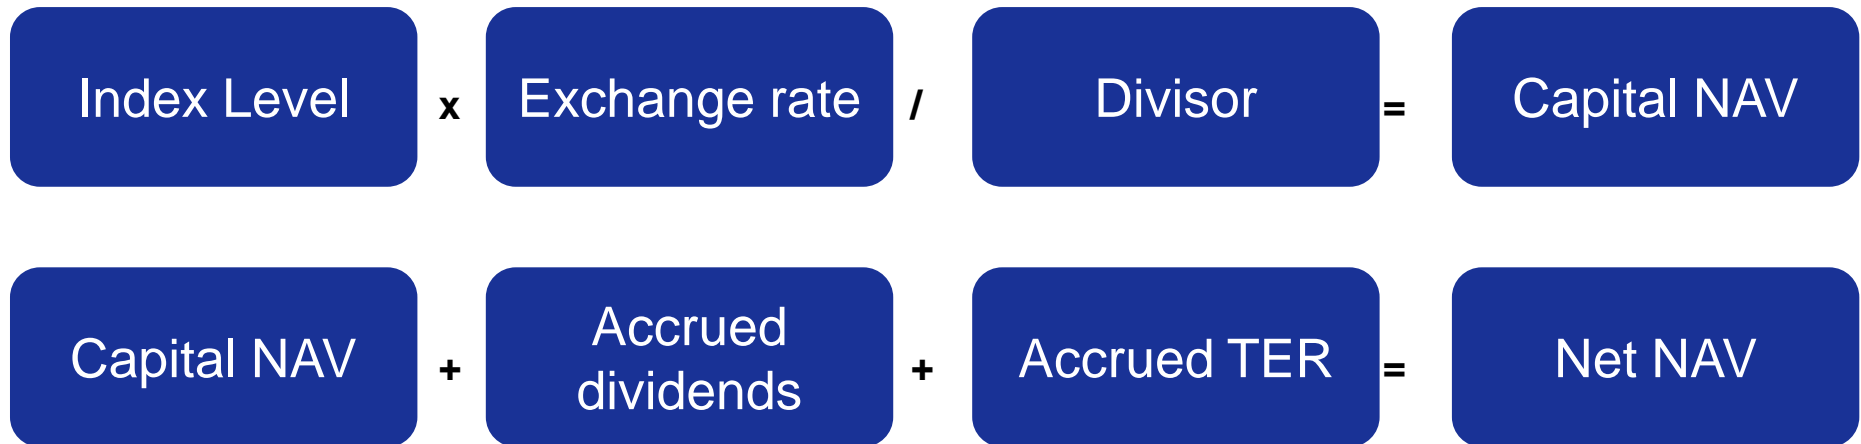 Index Level x Exchange rate / Divisor = Capital NAV
Capital NAV + Accrued dividends + Accrued TER = Net NAV